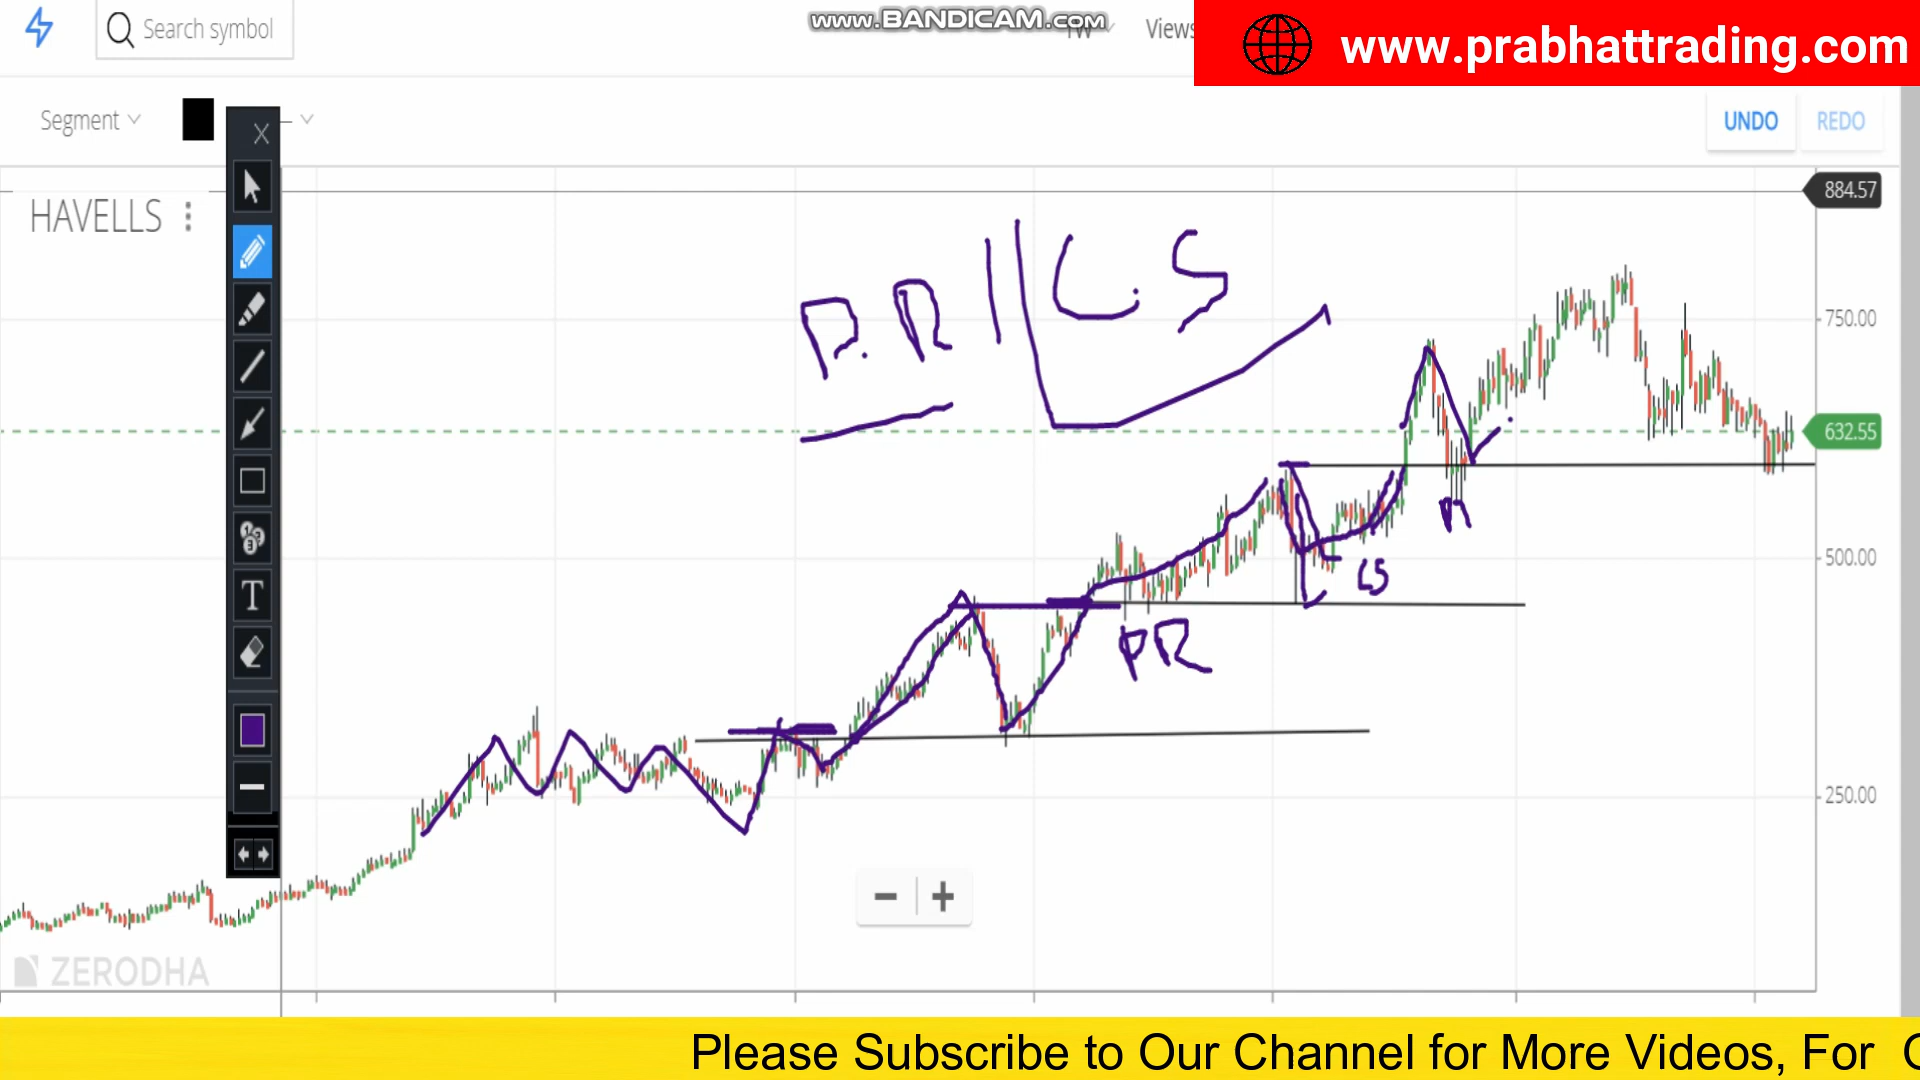 www.BANDICAM.COM
Search symbol
1W
Views
www.prabhattrading.com
Segment
UNDO
REDO
HAVELLS
884.57
P.R
C.S
750.00
632.55
500.00
CS
PR
250.00
T
ZERODHA
Please Subscribe to Our Channel for More Videos, For